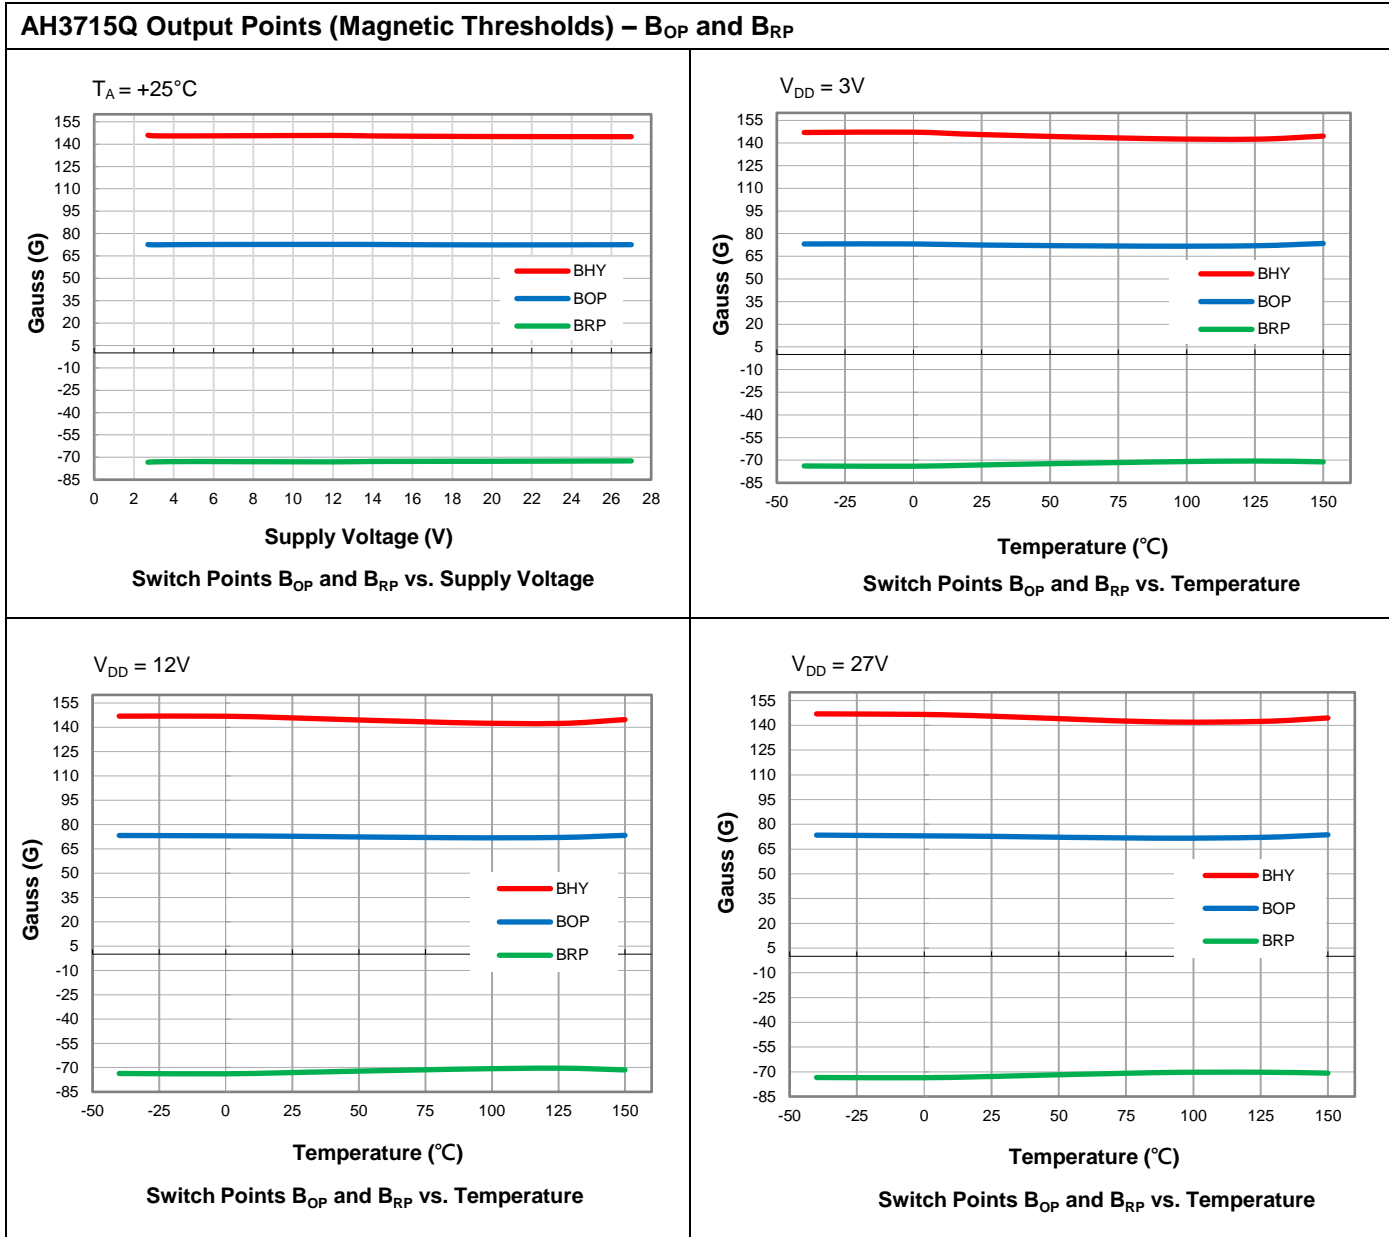 AH3715Q Output Points (Magnetic Thresholds) – BOP and BRP
TA = +25°C
155
140
125
110
95
80
65
50
35
20
5
-10
-25
-40
-55
-70
-85
Gauss (G)
BHY
BOP
BRP
0 2 4 6 8 10 12 14 16 18 20 22 24 26 28
Supply Voltage (V)
Switch Points BOP and BRP vs. Supply Voltage
VDD = 3V
155
140
125
110
95
80
65
50
35
20
5
-10
-25
-40
-55
-70
-85
Gauss (G)
BHY
BOP
BRP
-50 -25 0 25 50 75 100 125 150
Temperature (℃)
Switch Points BOP and BRP vs. Temperature
VDD = 12V
155
140
125
110
95
80
65
50
35
20
5
-10
-25
-40
-55
-70
-85
Gauss (G)
BHY
BOP
BRP
-50 -25 0 25 50 75 100 125 150
Temperature (℃)
Switch Points BOP and BRP vs. Temperature
VDD = 27V
155
140
125
110
95
80
65
50
35
20
5
-10
-25
-40
-55
-70
-85
Gauss (G)
BHY
BOP
BRP
-50 -25 0 25 50 75 100 125 150
Temperature (℃)
Switch Points BOP and BRP vs. Temperature